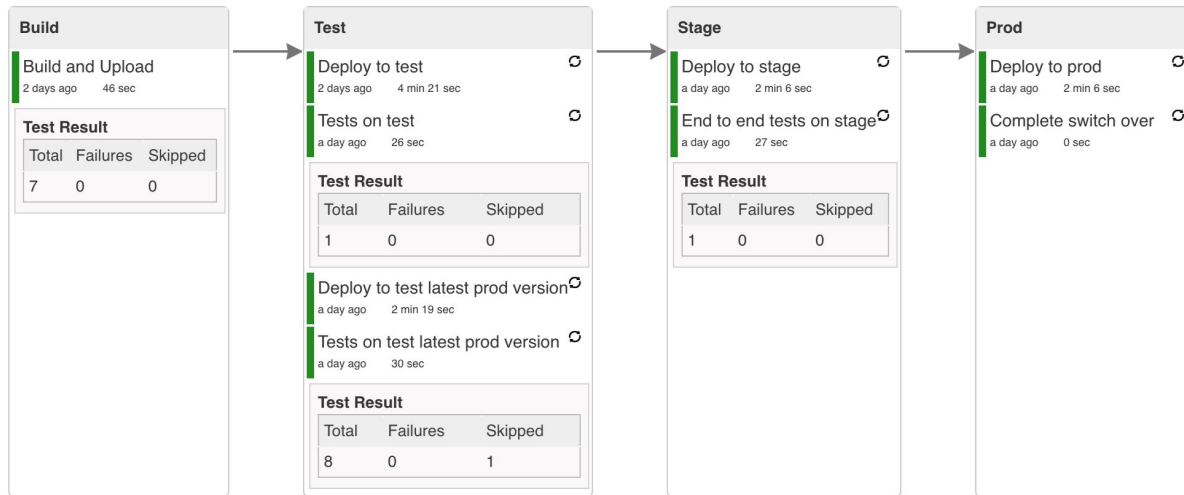 Build
Build and Upload
2 days ago 46 sec
Test Result
Total Failures Skipped
7 0 0
Test
Deploy to test
2 days ago 4 min 21 sec
Tests on test
a day ago 26 sec
Test Result
Total Failures Skipped
1 0 0
Deploy to test latest prod version
a day ago 2 min 19 sec
Tests on test latest prod version
a day ago 30 sec
Test Result
Total Failures Skipped
8 0 1
Stage
Deploy to stage
a day ago 2 min 6 sec
End to end tests on stage
a day ago 27 sec
Test Result
Total Failures Skipped
1 0 0
Prod
Deploy to prod
a day ago 2 min 6 sec
Complete switch over
a day ago 0 sec